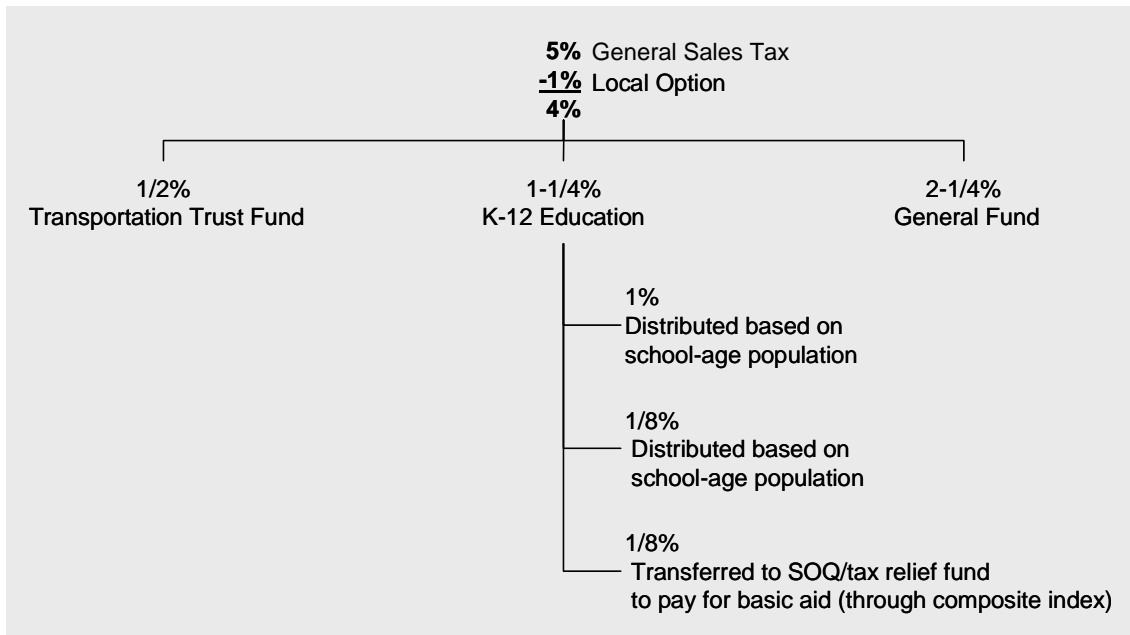 5% General Sales Tax
-1% Local Option
4%
1/2%
Transportation Trust Fund
1-1/4%
K-12 Education
2-1/4%
General Fund
1%
Distributed based on
school-age population
1/8%
Distributed based on
school-age population
1/8%
Transferred to SOQ/tax relief fund
to pay for basic aid (through composite index)